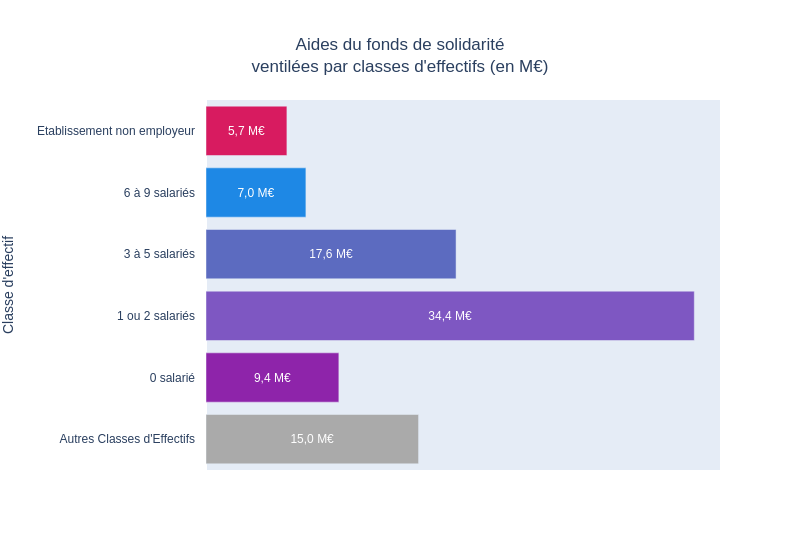 Aides du fonds de solidarité
ventilées par classes d'effectifs (en M€)
Classe d'effectif
Etablissement non employeur
5,7 M€
6 à 9 salariés
7,0 M€
3 à 5 salariés
17,6 M€
1 ou 2 salariés
34,4 M€
0 salarié
9,4 M€
Autres Classes d'Effectifs
15,0 M€